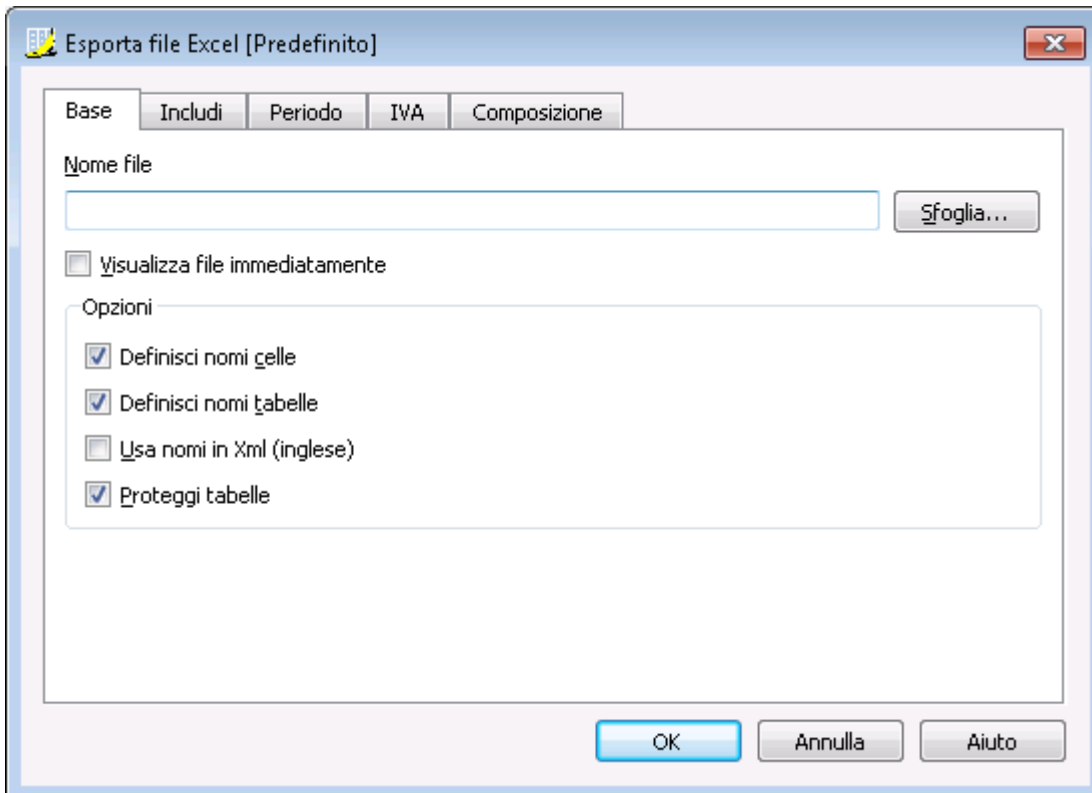 Esporta file Excel [Predefinito]
Base Includi Periodo IVA Composizione
Nome file
Sfoglia...
Visualizza file immediatamente
Opzioni
Definisci nomi celle
Definisci nomi tabelle
Usa nomi in Xml (inglese)
Proteggi tabelle
OK Annulla Aiuto